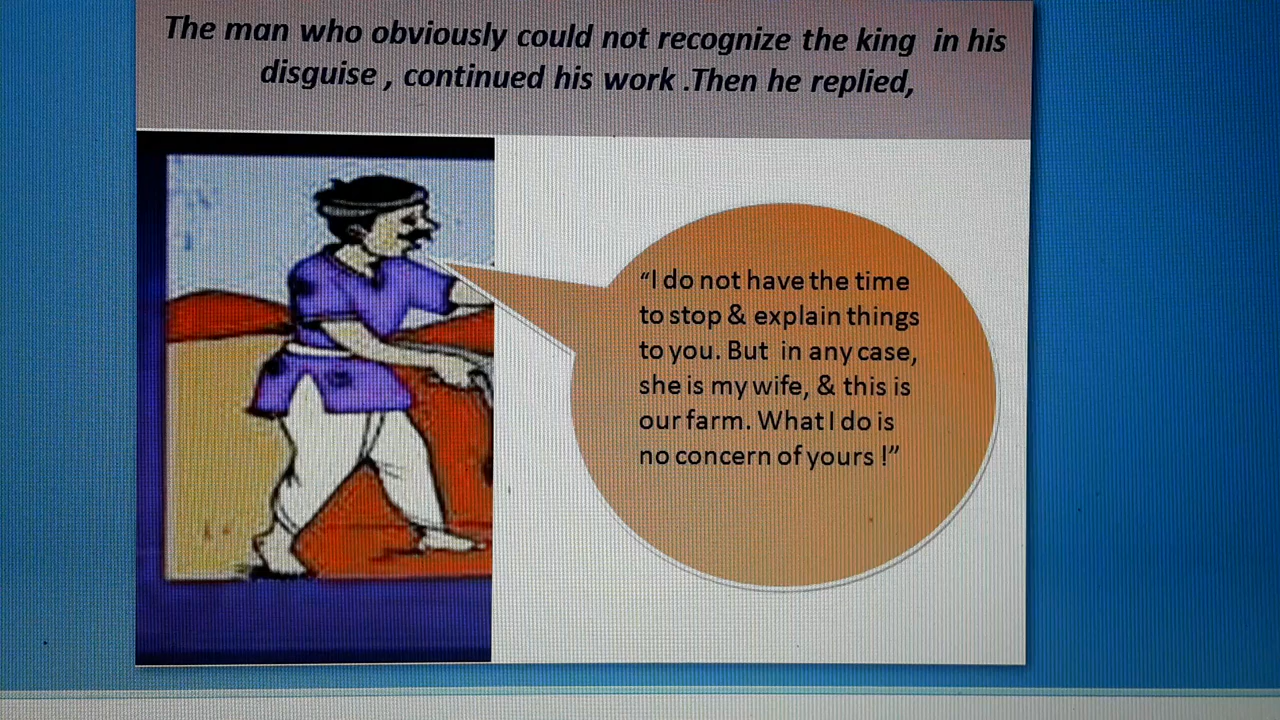 The man who obviously could not recognize the king in his
disguise , continued his work .Then he replied,
“I do not have the time
to stop & explain things
to you. But in any case,
she is my wife, & this is
our farm. What I do is
no concern of yours !”